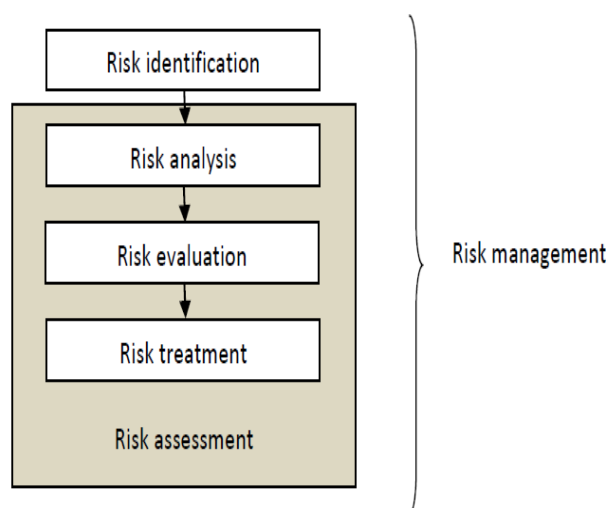 Risk identification
Risk analysis
Risk evaluation
Risk management
Risk treatment
Risk assessment